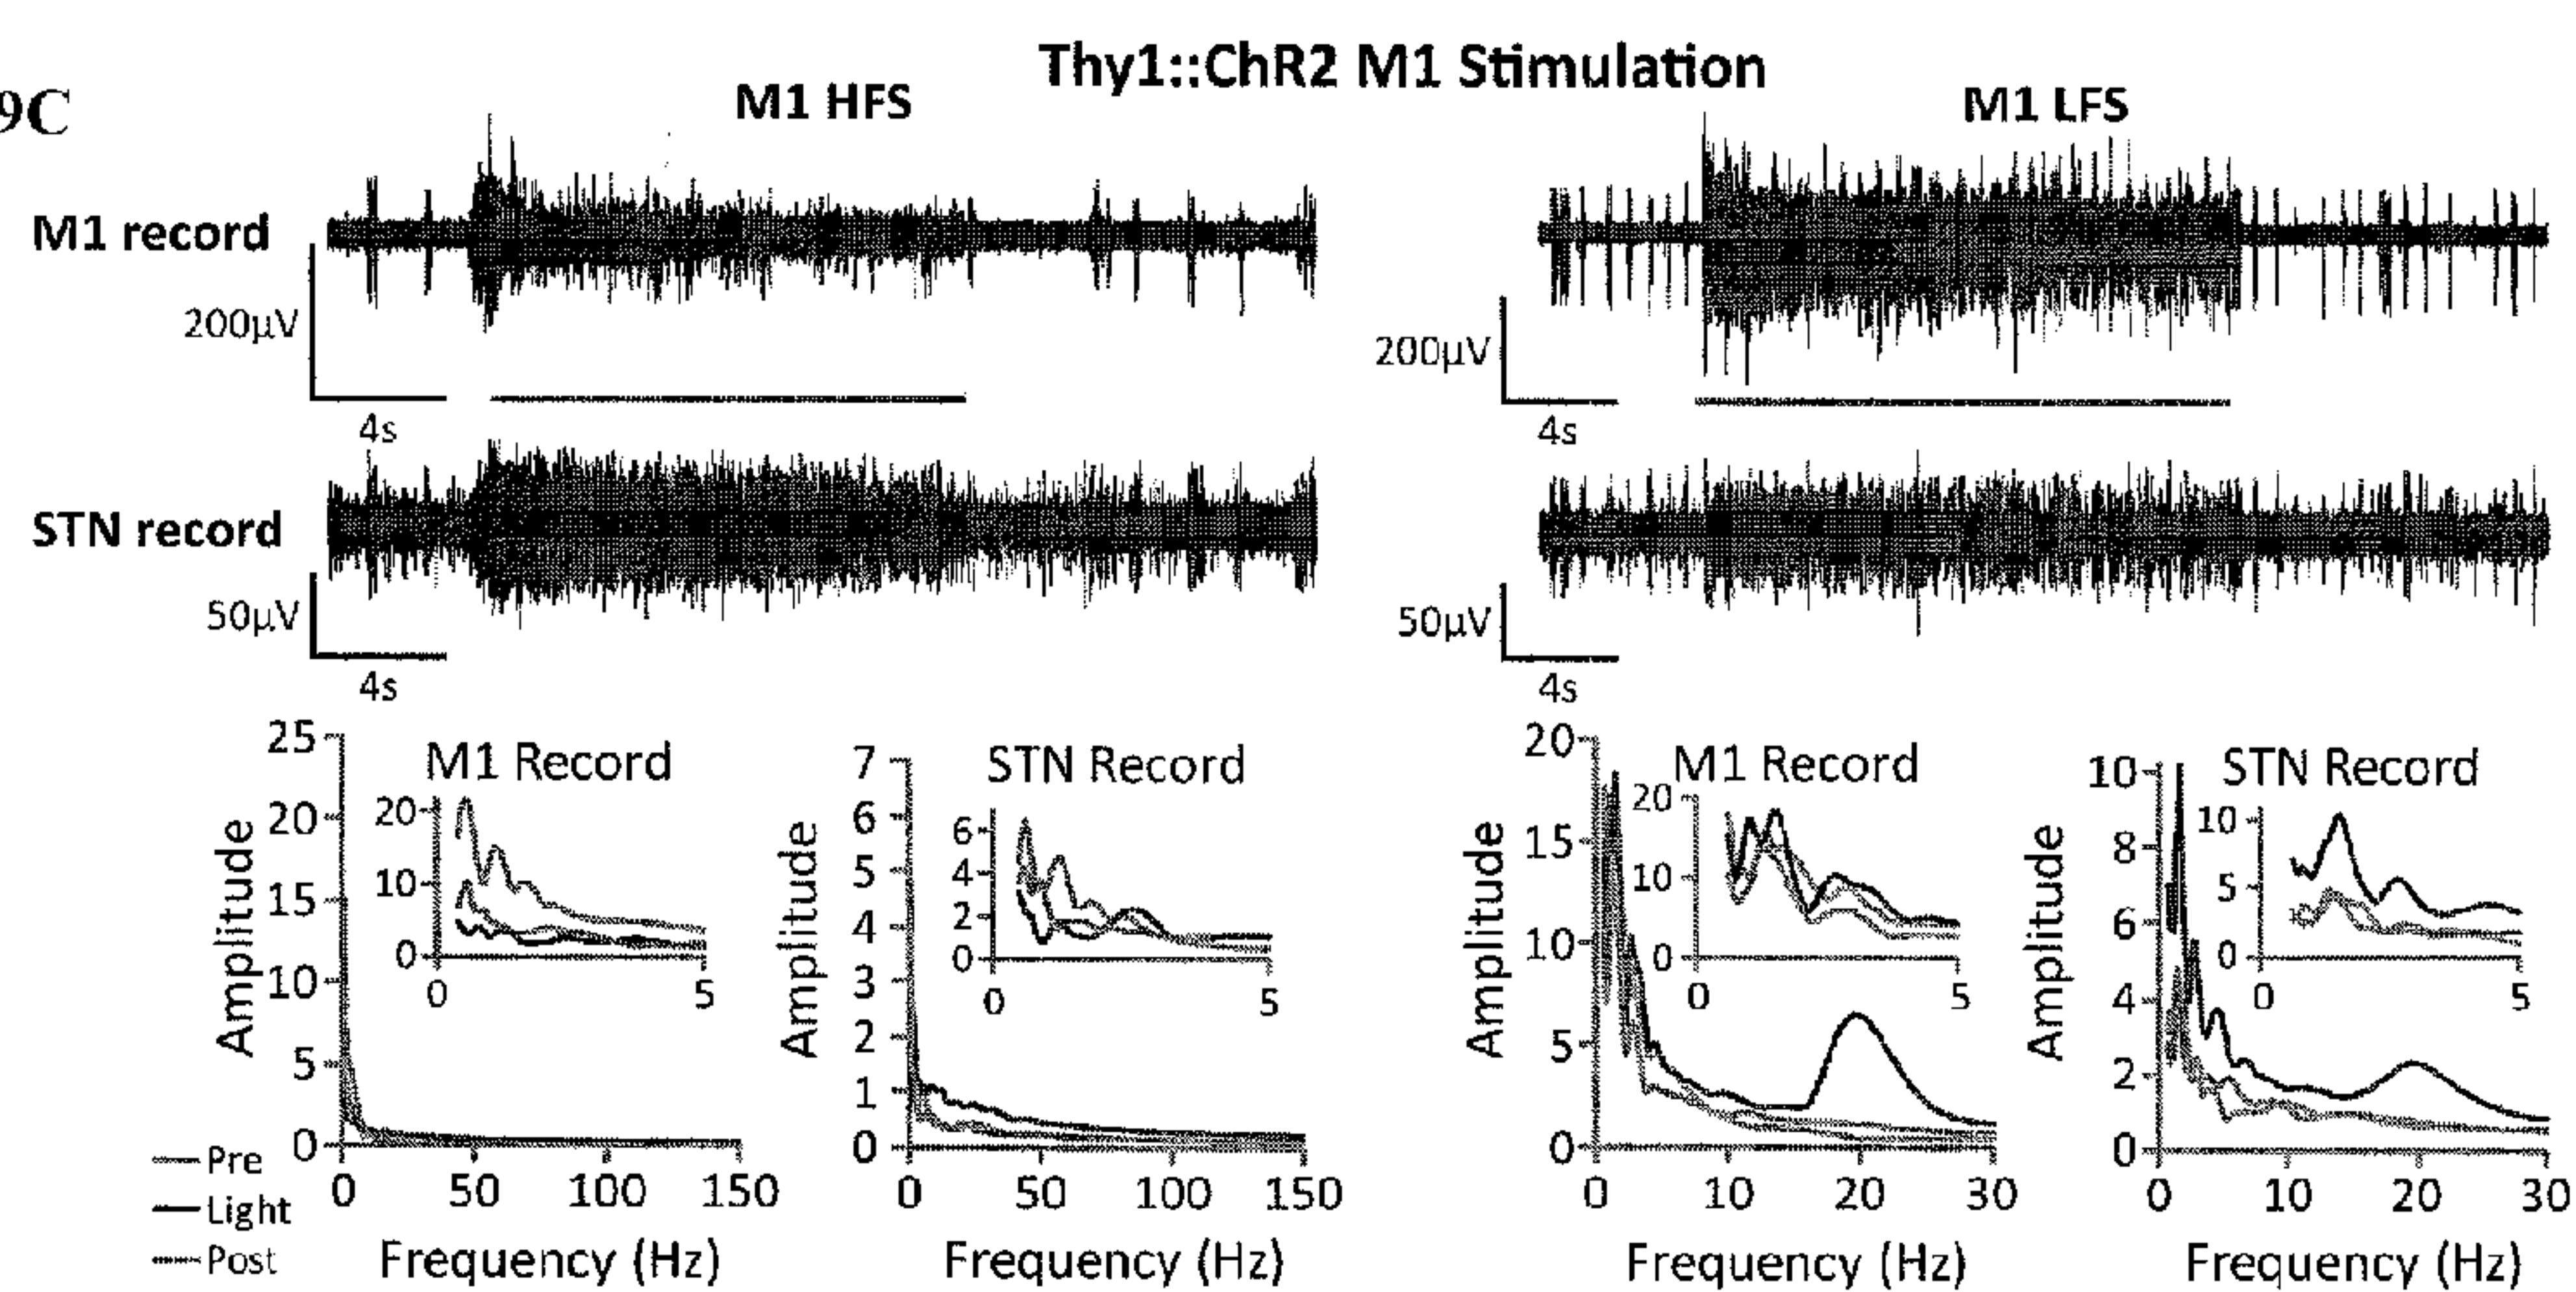 9C
Thy1::ChR2 M1 Stimulation
M1 HFS
M1 LFS
M1 record
200µV
4s
200µV
4s
STN record
50µV
4s
50µV
4s
M1 Record
Amplitude
25
20
15
10
5
0
20
10
0
0
5
0
50
100
150
Frequency (Hz)
STN Record
Amplitude
7
6
5
4
3
2
1
0
6
4
2
0
0
5
0
50
100
150
Frequency (Hz)
M1 Record
Amplitude
20
15
10
5
0
20
10
0
0
5
0
10
20
30
Frequency (Hz)
STN Record
Amplitude
10
8
6
4
2
0
10
5
0
0
5
0
10
20
30
Frequency (Hz)
Pre
Light
Post